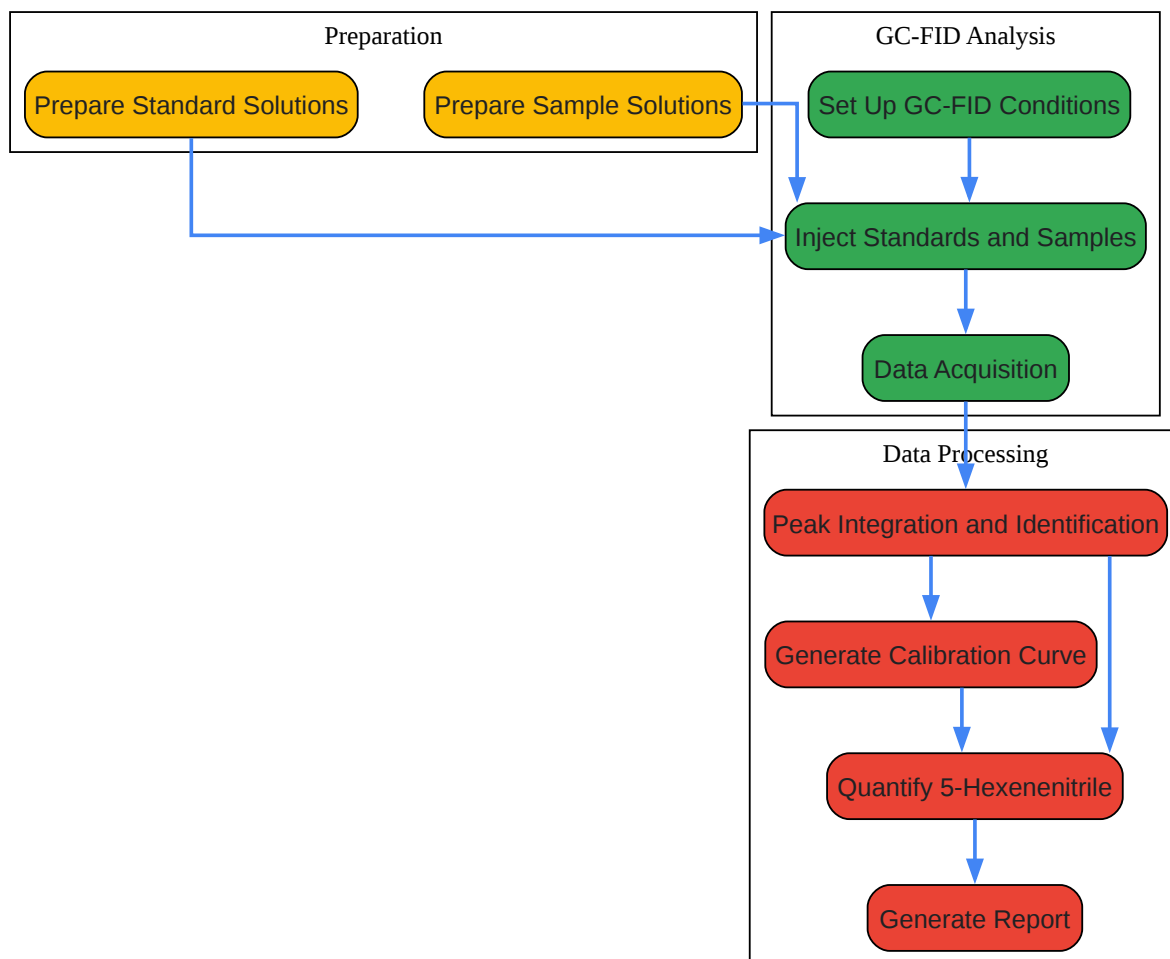 Preparation
Prepare Standard Solutions
Prepare Sample Solutions
GC-FID Analysis
Set Up GC-FID Conditions
Inject Standards and Samples
Data Acquisition
Data Processing
Peak Integration and Identification
Generate Calibration Curve
Quantify 5-Hexenenitrile
Generate Report